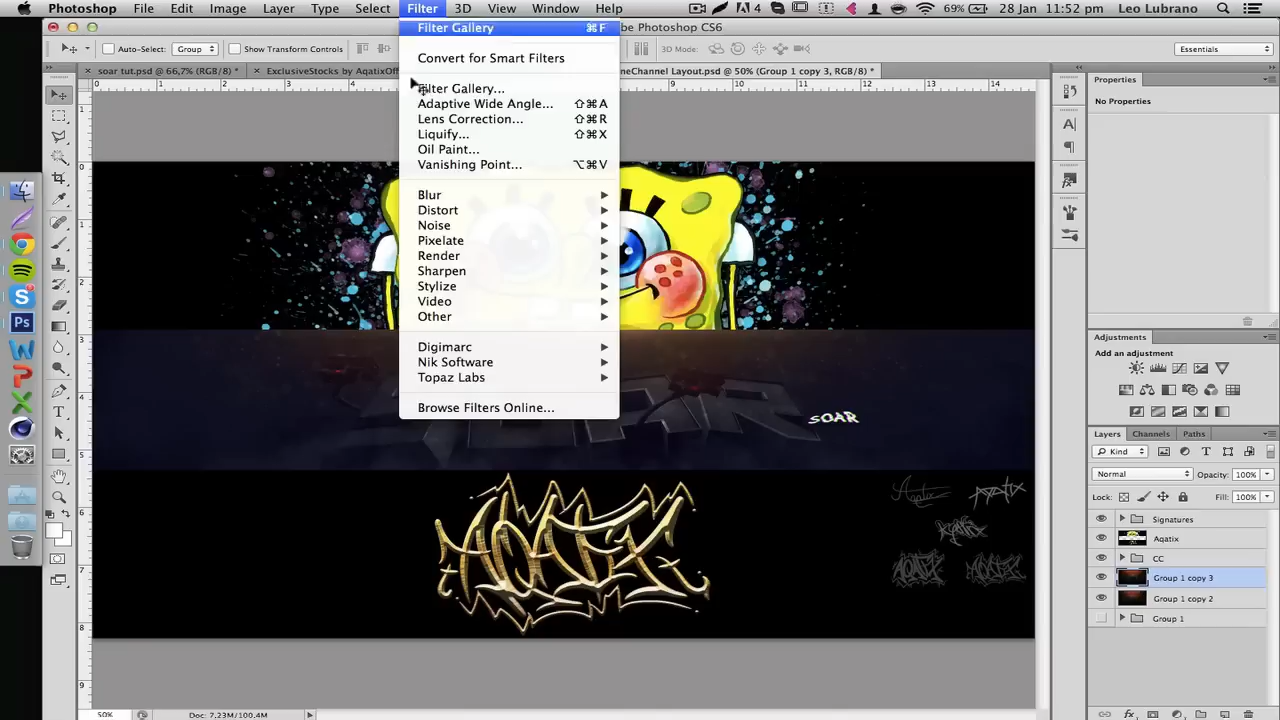 Photoshop File Edit Image Layer Type Select Filter 3D View Window Help 4 69% 28 Jan 11:52 pm Leo Lubrano
Filter Gallery ⌘F be Photoshop CS6
Auto-Select: Group Show Transform Controls 3D Mode: Essentials
Convert for Smart Filters
soar tut.psd @ 66,7% (RGB/8) * ExclusiveStocks by AqatixOff neChannel Layout.psd @ 50% (Group 1 copy 3, RGB/8) *
Filter Gallery...
Adaptive Wide Angle... ⇧⌘A
Lens Correction... ⇧⌘R
Liquify... ⇧⌘X
Oil Paint...
Vanishing Point... ⌥⌘V
Blur
Distort
Noise
Pixelate
Render
Sharpen
Stylize
Video
Other
Digimarc
Nik Software
Topaz Labs
Browse Filters Online...
SOAR
AQATIX
Properties
No Properties
Adjustments
Add an adjustment
Layers Channels Paths
Kind
Normal Opacity: 100%
Lock: Fill: 100%
Signatures
Aqatix
CC
Group 1 copy 3
Group 1 copy 2
Group 1
50% Doc: 7,23M/100,4M